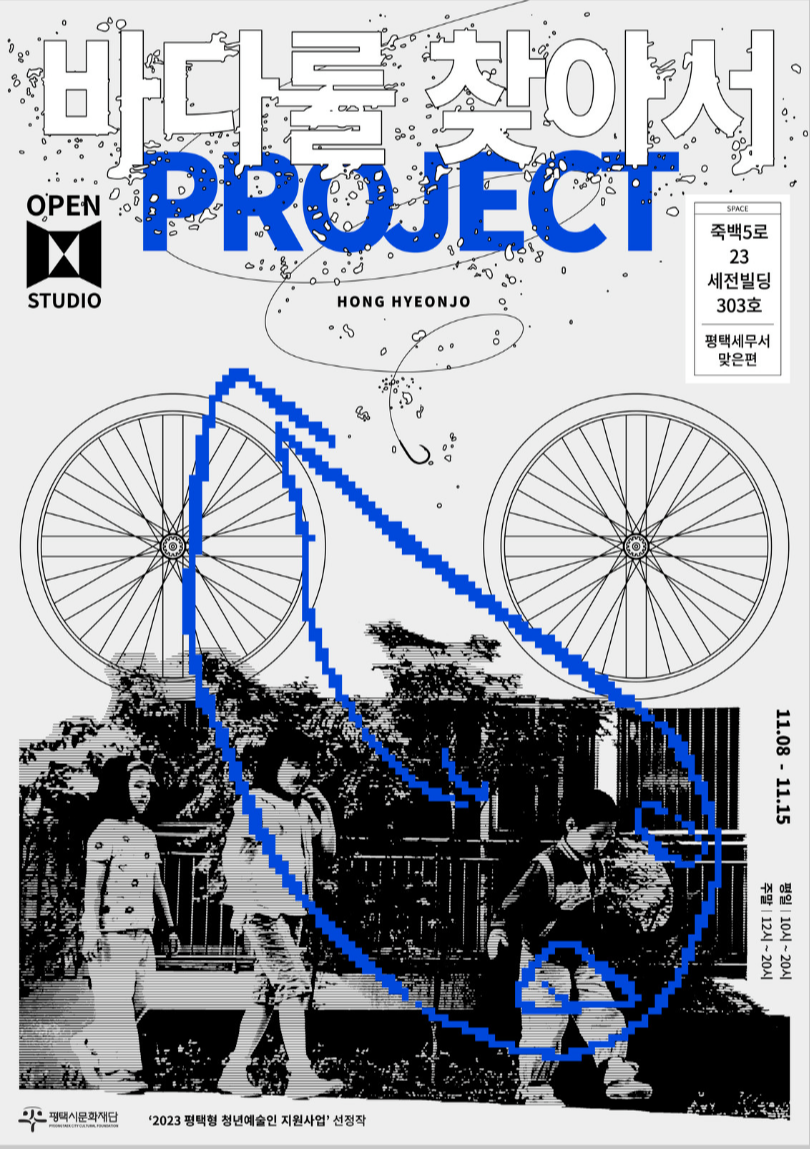 바다를 찾아서
PROJECT
OPEN
STUDIO
HONG HYEONJO
SPACE
죽백5로
23
세전빌딩
303호
평택세무서
맞은편
11.08 - 11.15
평일 | 10시 ~ 20시
주말 | 12시 ~ 20시
평택시문화재단
PYEONGTAEK CITY CULTURAL FOUNDATION
‘2023 평택형 청년예술인 지원사업’ 선정작